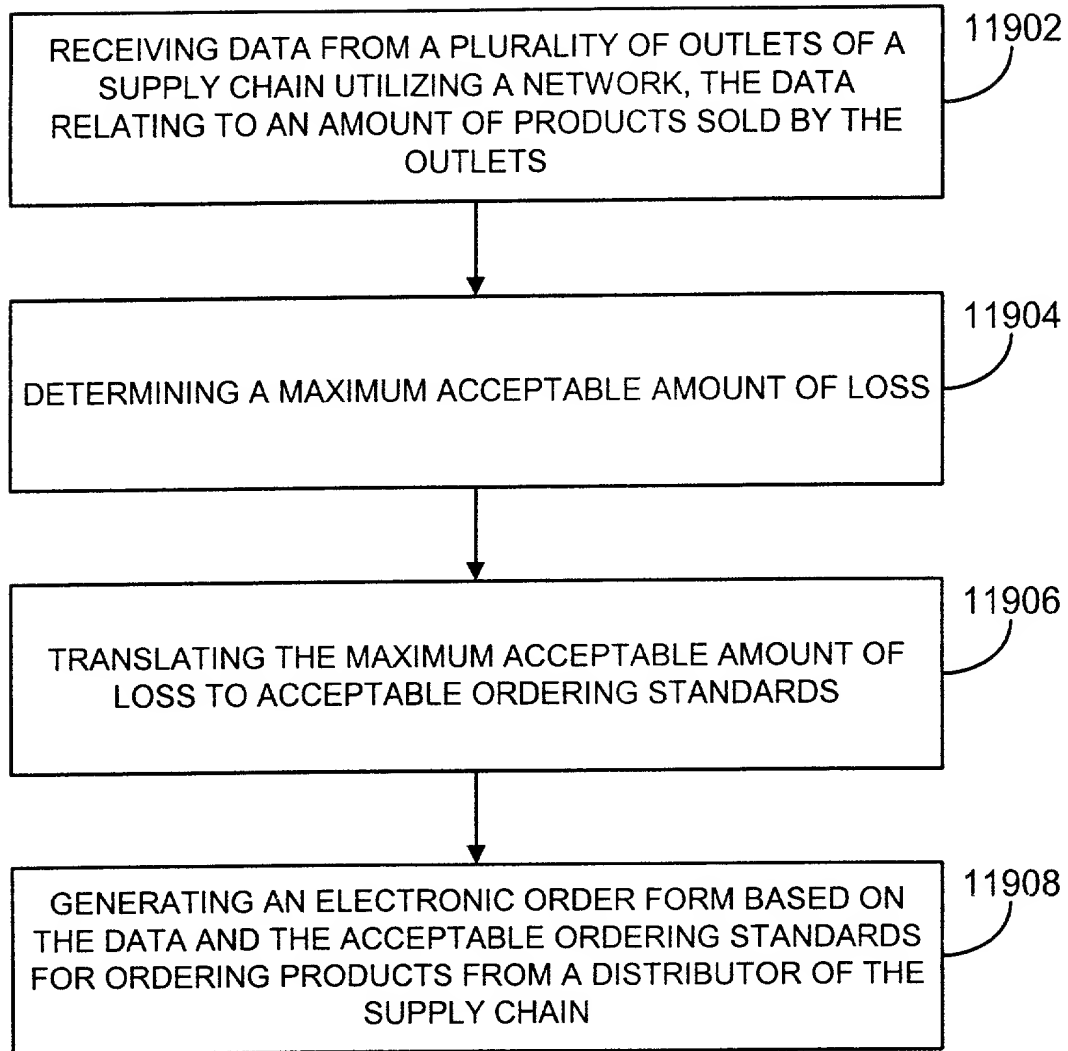 RECEIVING DATA FROM A PLURALITY OF OUTLETS OF A
SUPPLY CHAIN UTILIZING A NETWORK, THE DATA
RELATING TO AN AMOUNT OF PRODUCTS SOLD BY THE
OUTLETS
11902
DETERMINING A MAXIMUM ACCEPTABLE AMOUNT OF LOSS
11904
TRANSLATING THE MAXIMUM ACCEPTABLE AMOUNT OF
LOSS TO ACCEPTABLE ORDERING STANDARDS
11906
GENERATING AN ELECTRONIC ORDER FORM BASED ON
THE DATA AND THE ACCEPTABLE ORDERING STANDARDS
FOR ORDERING PRODUCTS FROM A DISTRIBUTOR OF THE
SUPPLY CHAIN
11908